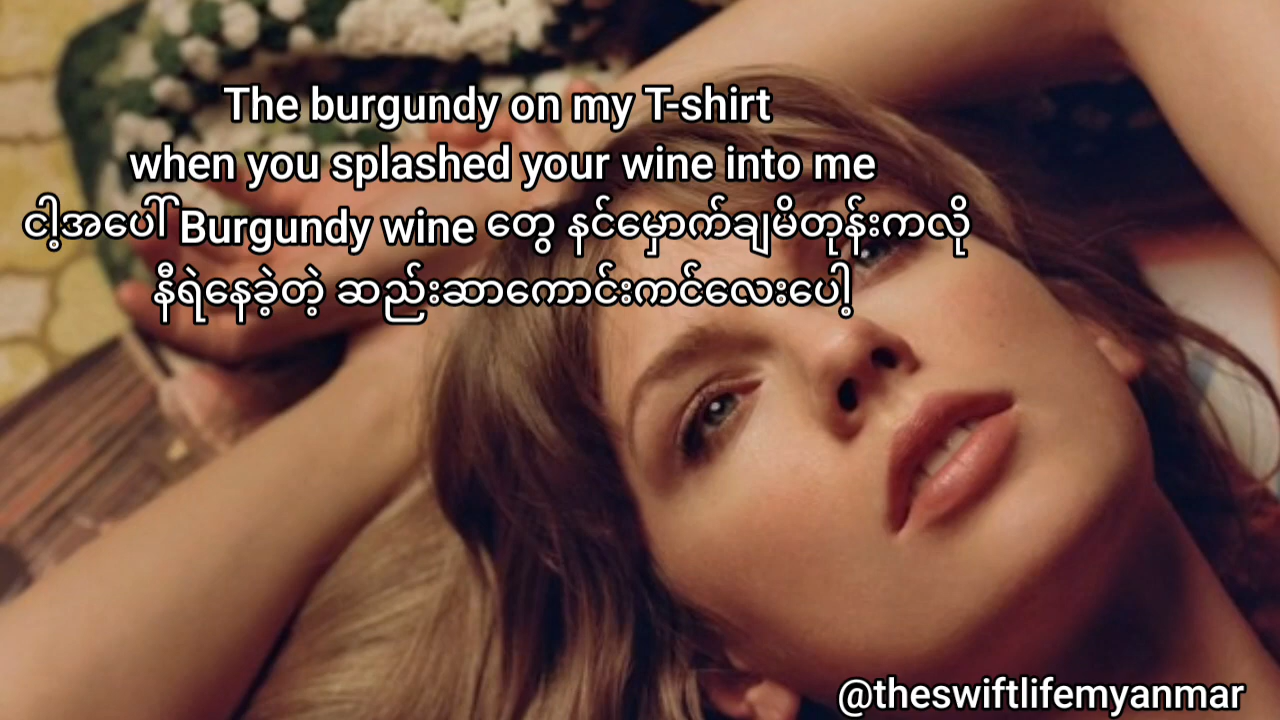 The burgundy on my T-shirt
when you splashed your wine into me
ငါ့အပေါ် Burgundy wine တွေ နင်မှောက်ချမိတုန်းကလို
နီရဲနေခဲ့တဲ့ ဆည်းဆာကောင်းကင်လေးပေါ့
@theswiftlifemyanmar